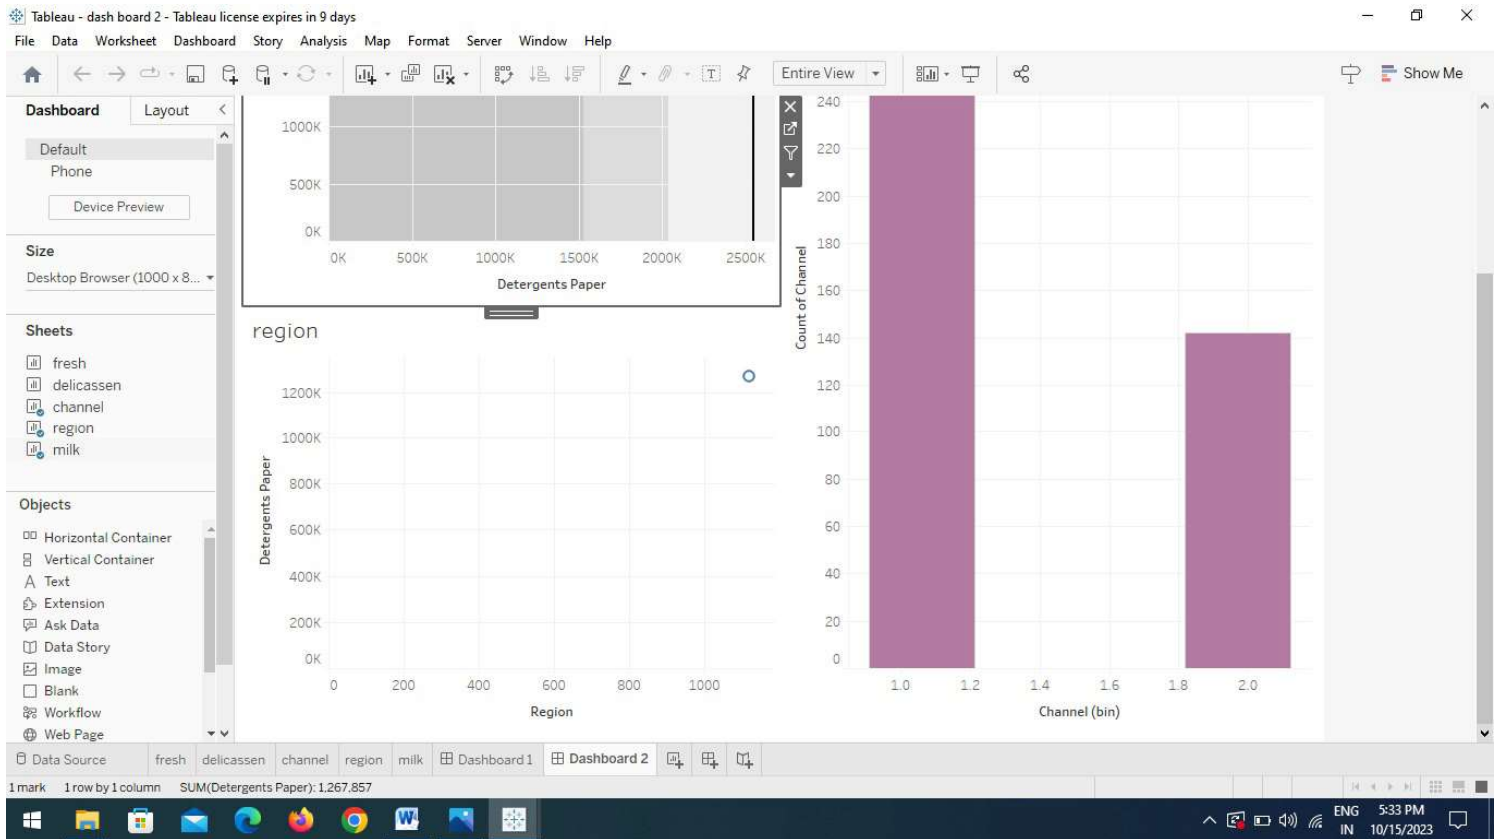 Tableau - dash board 2 - Tableau license expires in 9 days
File Data Worksheet Dashboard Story Analysis Map Format Server Window Help
Entire View
Show Me
Dashboard Layout
Default
Phone
Device Preview
Size
Desktop Browser (1000 x 8...
Sheets
fresh
delicassen
channel
region
milk
Objects
Horizontal Container
Vertical Container
A Text
Extension
Ask Data
Data Story
Image
Blank
Workflow
Web Page
1000K
500K
0K
0K 500K 1000K 1500K 2000K 2500K
Detergents Paper
region
1200K
1000K
800K
600K
400K
200K
0K
Detergents Paper
0 200 400 600 800 1000
Region
240
220
200
180
160
140
120
100
80
60
40
20
0
Count of Channel
1.0 1.2 1.4 1.6 1.8 2.0
Channel (bin)
Data Source fresh delicassen channel region milk Dashboard 1 Dashboard 2
1 mark 1 row by 1 column SUM(Detergents Paper): 1,267,857
ENG
IN
5:33 PM
10/15/2023